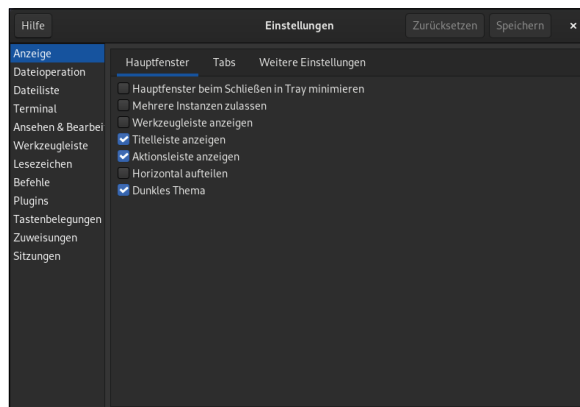 Hilfe
Einstellungen
Zurücksetzen
Speichern
×
Anzeige
Dateioperation
Dateiliste
Terminal
Ansehen & Bearbei
Werkzeugleiste
Lesezeichen
Befehle
Plugins
Tastenbelegungen
Zuweisungen
Sitzungen
Hauptfenster
Tabs
Weitere Einstellungen
Hauptfenster beim Schließen in Tray minimieren
Mehrere Instanzen zulassen
Werkzeugleiste anzeigen
Titelleiste anzeigen
Aktionsleiste anzeigen
Horizontal aufteilen
Dunkles Thema